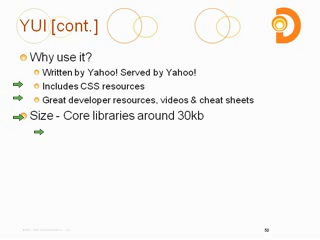 YUI [cont.]
Why use it?
Written by Yahoo! Served by Yahoo!
Includes CSS resources
Great developer resources, videos & cheat sheets
Size - Core libraries around 30kb